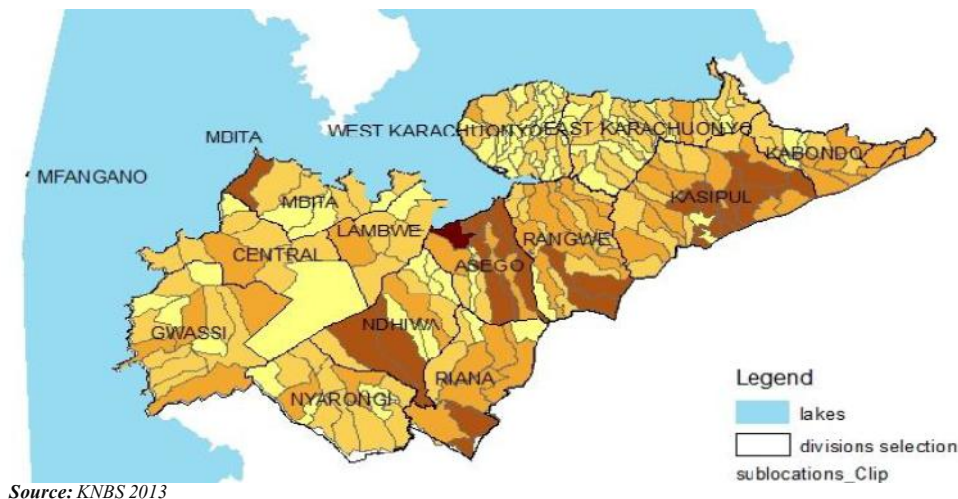 MBITA
WEST KARACHUONYO
EAST KARACHUONYO
KABONDO
MFANGANO
KASIPUL
MBITA
LAMBWE
RANGWE
CENTRAL
ASEGO
GWASSI
NDHIWA
RIANA
NYARONGI
Legend
lakes
divisions selection
sublocations_Clip
Source: KNBS 2013